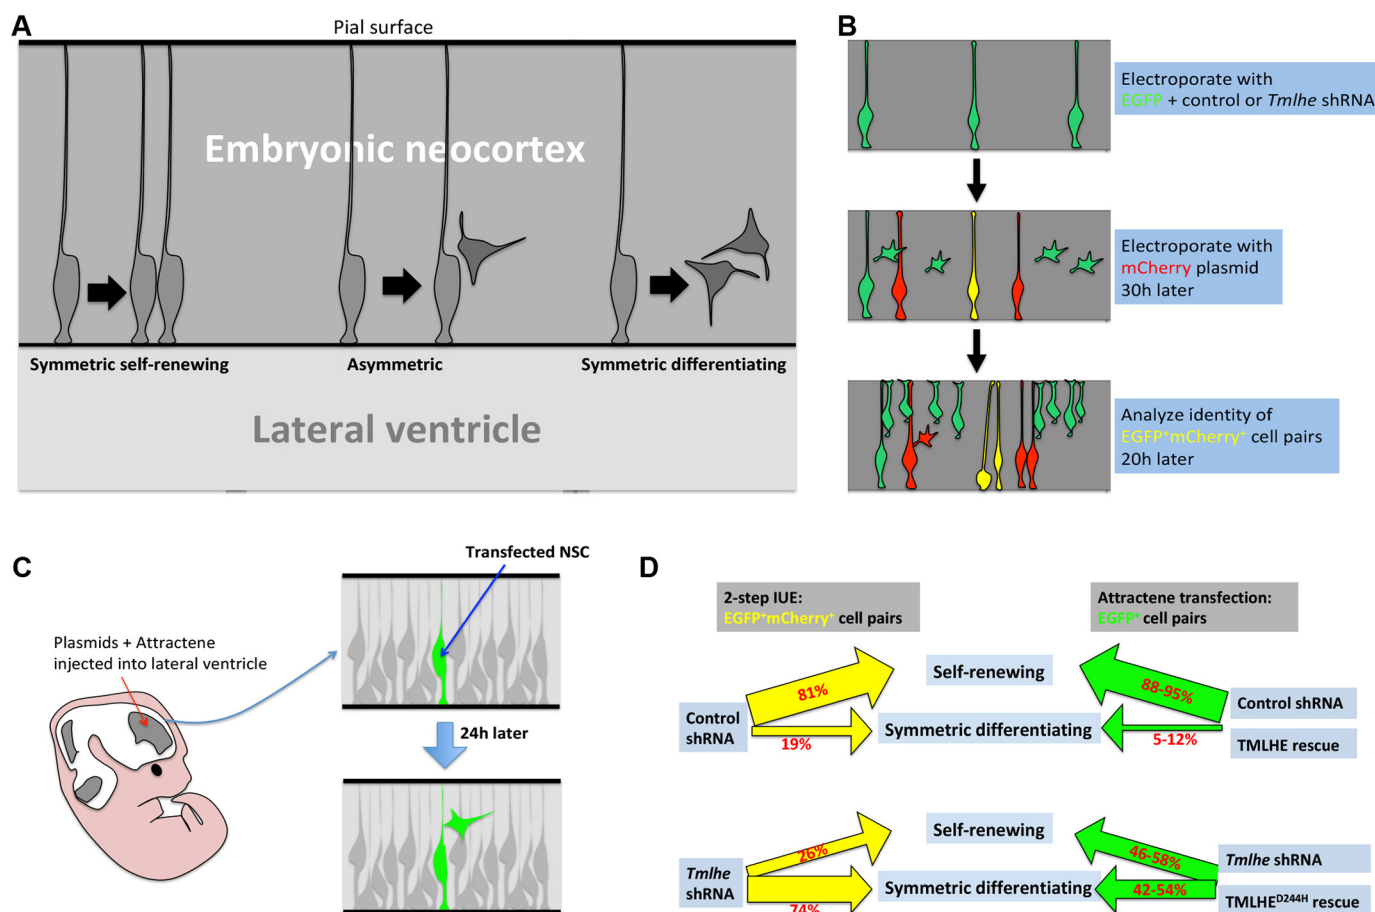 A
Pial surface
Embryonic neocortex
Symmetric self-renewing
Asymmetric
Symmetric differentiating
Lateral ventricle
B
Electroporate with
EGFP + control or Tmlhe shRNA
Electroporate with
mCherry plasmid
30h later
Analyze identity of
EGFP⁺mCherry⁺ cell pairs
20h later
C
Transfected NSC
Plasmids + Attractene
injected into lateral ventricle
24h later
D
2-step IUE:
EGFP⁺mCherry⁺ cell pairs
Attractene transfection:
EGFP⁺ cell pairs
Self-renewing
81%
88-95%
Control
shRNA
Control shRNA
Symmetric differentiating
19%
5-12%
TMLHE rescue
Self-renewing
26%
46-58%
Tmlhe
shRNA
Tmlhe shRNA
Symmetric differentiating
74%
42-54%
TMLHEᴰ²⁴⁴ᴴ rescue